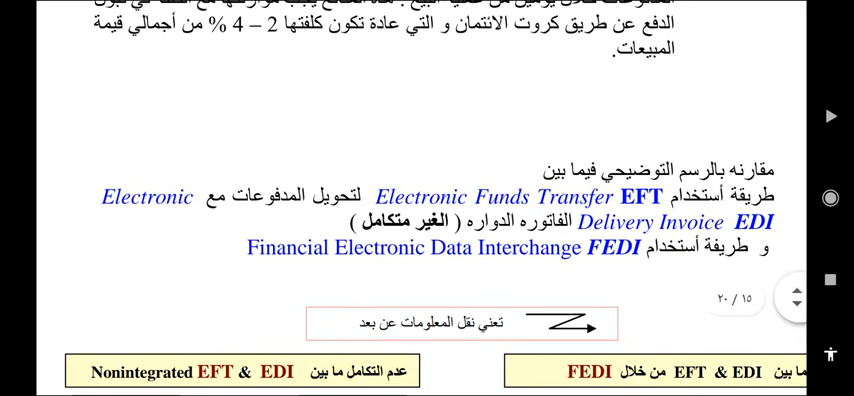 الدفع عن طريق كروت الائتمان و التي عادة تكون كلفتها 2 – 4 % من أجمالي قيمة
المبيعات.
مقارنه بالرسم التوضيحي فيما بين
طريقة أستخدام Electronic Funds Transfer EFT لتحويل المدفوعات مع Electronic
Delivery Invoice EDI الفاتوره الدواره ( الغير متكامل )
و طريقة أستخدام Financial Electronic Data Interchange FEDI
٢٠ / ١٥
تعني نقل المعلومات عن بعد
ما بين EFT & EDI من خلال FEDI
عدم التكامل ما بين Nonintegrated EFT & EDI